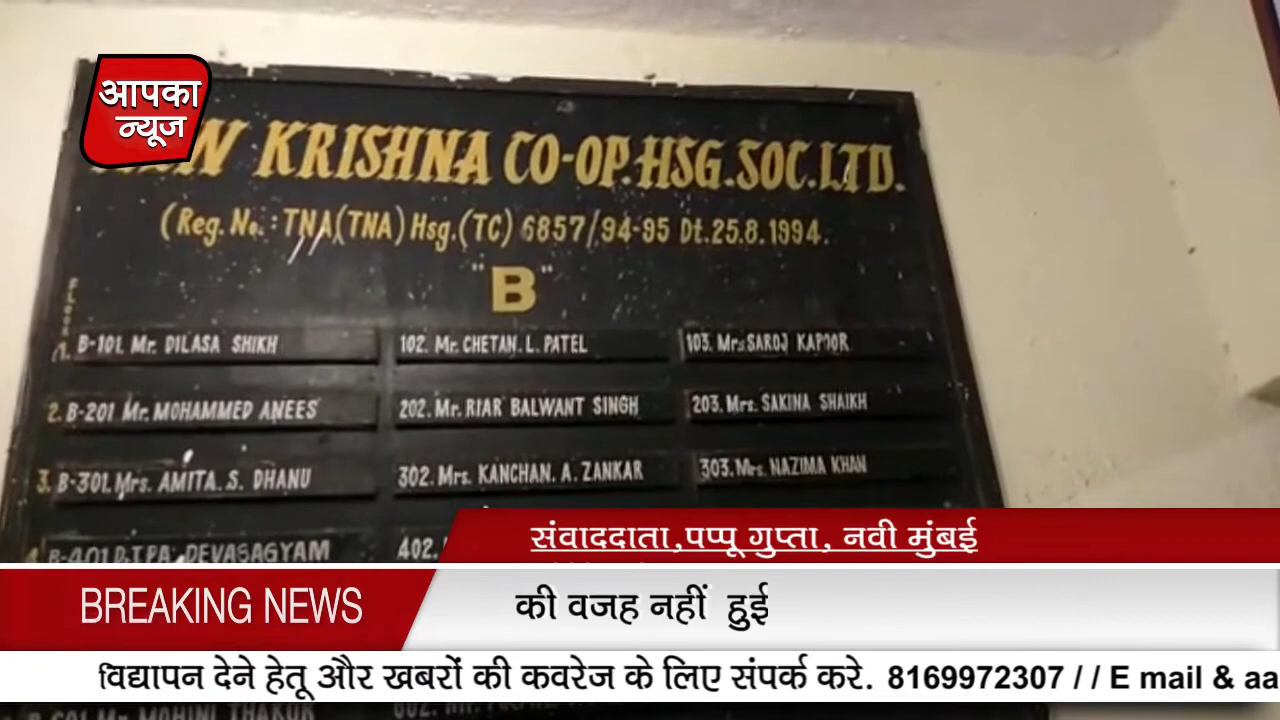 आपका
न्यूज
KRISHNA CO-OP.HSG.SOC.LTD.
(Reg. No.: TNA(TNA) Hsg.(TC) 6857/94-95 Dt.25.8.1994.
"B"
1. B-101. Mr. DILASA SHIKH 102. Mr. CHETAN. L. PATEL 103. Mrs SAROJ KAPOOR
2. B-201 Mr. MOHAMMED ANEES 202. Mr. RIAR BALWANT SINGH 203. Mrs. SAKINA SHAIKH
3. B-301. Mrs. AMITA. S. DHANU 302. Mrs. KANCHAN. A. ZANKAR 303. Mrs. NAZIMA KHAN
B-401 DEVASAGYAM 402.
संवाददाता,पप्पू गुप्ता, नवी मुंबई
BREAKING NEWS
की वजह नहीं हुई
विद्यापन देने हेतू और खबरों की कवरेज के लिए संपर्क करे. 8169972307 / / E mail & aa
MOHINI THAKUR